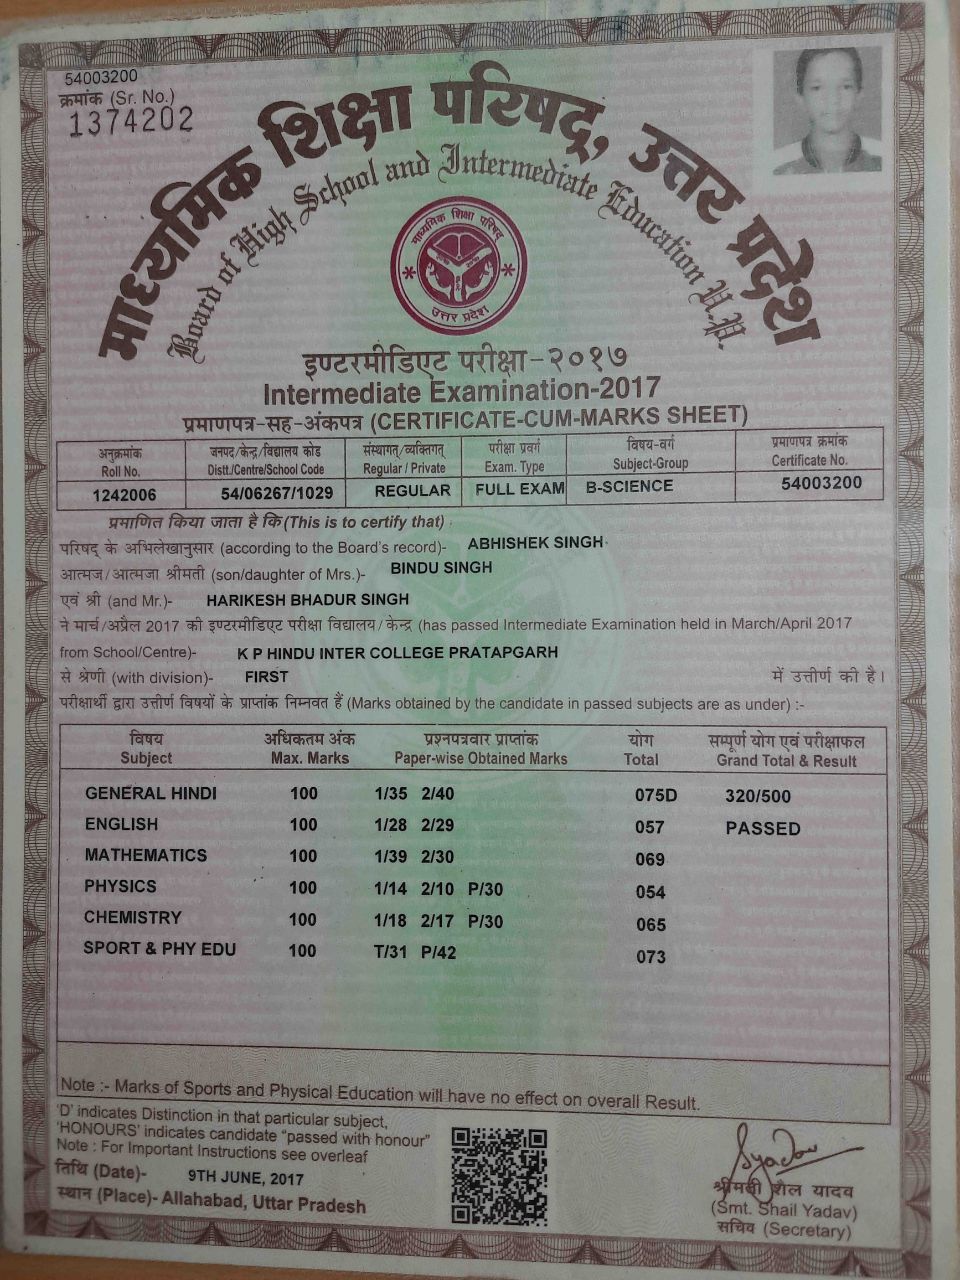 54003200
क्रमांक (Sr. No.)
1374202
माध्यमिक शिक्षा परिषद्, उत्तर प्रदेश
Board of High School and Intermediate Education U.P.
माध्यमिक शिक्षा परिषद्
उत्तर प्रदेश
इण्टरमीडिएट परीक्षा-२०१७
Intermediate Examination-2017
प्रमाणपत्र-सह-अंकपत्र (CERTIFICATE-CUM-MARKS SHEET)
अनुक्रमांक जनपद/केन्द्र/विद्यालय कोड संस्थागत्/व्यक्तिगत् परीक्षा प्रवर्ग विषय-वर्ग प्रमाणपत्र क्रमांक
Roll No. Distt./Centre/School Code Regular / Private Exam. Type Subject-Group Certificate No.
1242006 54/06267/1029 REGULAR FULL EXAM B-SCIENCE 54003200
प्रमाणित किया जाता है कि (This is to certify that)
परिषद् के अभिलेखानुसार (according to the Board's record)- ABHISHEK SINGH
आत्मज/आत्मजा श्रीमती (son/daughter of Mrs.)- BINDU SINGH
एवं श्री (and Mr.)- HARIKESH BHADUR SINGH
ने मार्च/अप्रैल 2017 की इण्टरमीडिएट परीक्षा विद्यालय/केन्द्र (has passed Intermediate Examination held in March/April 2017
from School/Centre)- K P HINDU INTER COLLEGE PRATAPGARH
से श्रेणी (with division)- FIRST में उत्तीर्ण की है।
परीक्षार्थी द्वारा उत्तीर्ण विषयों के प्राप्तांक निम्नवत हैं (Marks obtained by the candidate in passed subjects are as under) :-
विषय अधिकतम अंक प्रश्नपत्रवार प्राप्तांक योग सम्पूर्ण योग एवं परीक्षाफल
Subject Max. Marks Paper-wise Obtained Marks Total Grand Total & Result
GENERAL HINDI 100 1/35 2/40 075D 320/500
ENGLISH 100 1/28 2/29 057 PASSED
MATHEMATICS 100 1/39 2/30 069
PHYSICS 100 1/14 2/10 P/30 054
CHEMISTRY 100 1/18 2/17 P/30 065
SPORT & PHY EDU 100 T/31 P/42 073
Note :- Marks of Sports and Physical Education will have no effect on overall Result.
'D' indicates Distinction in that particular subject,
'HONOURS' indicates candidate "passed with honour"
Note : For Important Instructions see overleaf
तिथि (Date)- 9TH JUNE, 2017
स्थान (Place)- Allahabad, Uttar Pradesh
Syadav
श्रीमती शैल यादव
(Smt. Shail Yadav)
सचिव (Secretary)